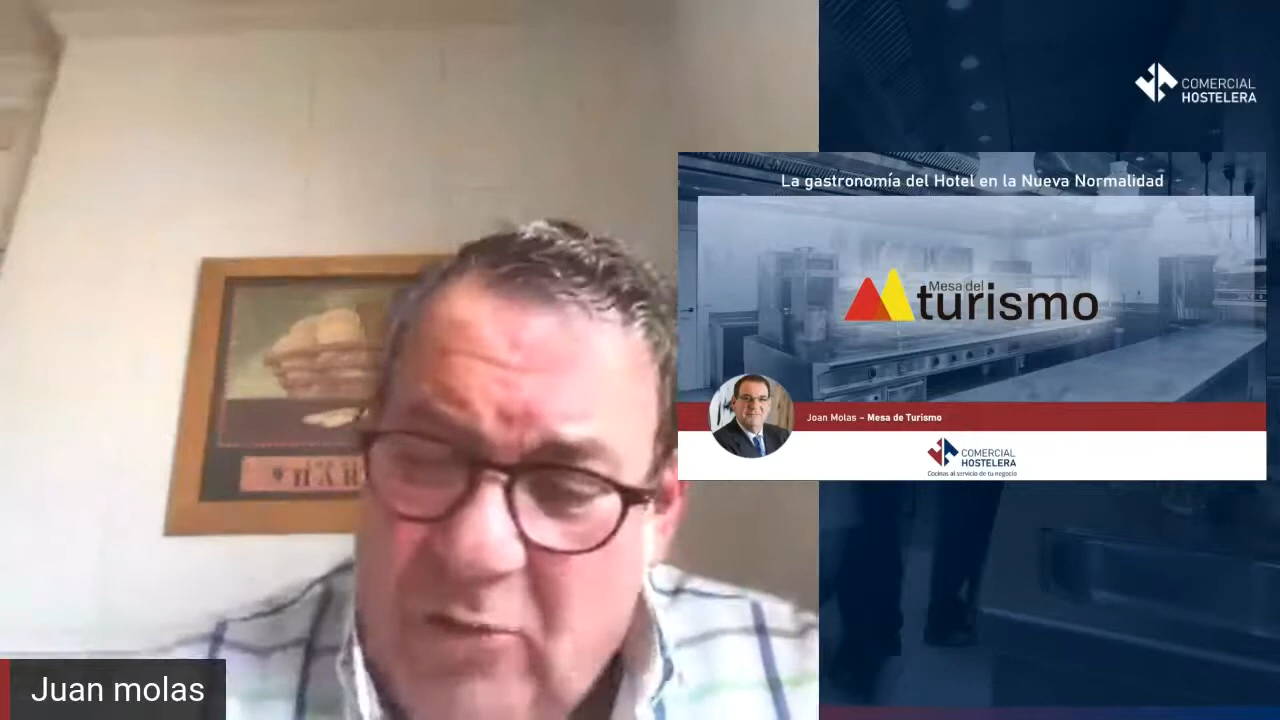 COMERCIAL
HOSTELERA
La gastronomía del Hotel en la Nueva Normalidad
Mesa del
turismo
Joan Molas – Mesa de Turismo
COMERCIAL
HOSTELERA
Cocinas al servicio de tu negocio
Juan molas